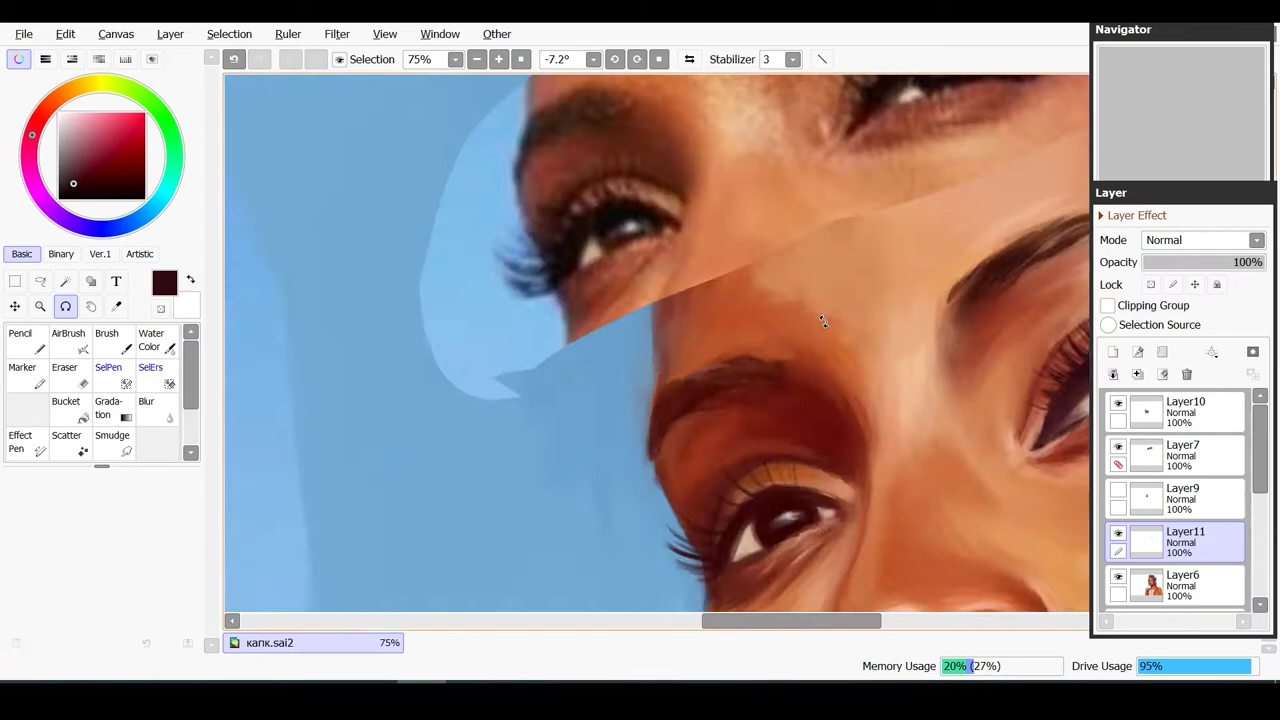 File Edit Canvas Layer Selection Ruler Filter View Window Other
Navigator
Selection 75% -7.2° Stabilizer 3
Layer
Layer Effect
Mode Normal
Opacity 100%
Lock
Clipping Group
Selection Source
Basic Binary Ver.1 Artistic
T
Pencil AirBrush Brush Water
Color
Marker Eraser SelPen SelErs
Bucket Grada-
tion Blur
Effect
Pen Scatter Smudge
Layer10
Normal
100%
Layer7
Normal
100%
Layer9
Normal
100%
Layer11
Normal
100%
Layer6
Normal
100%
капк.sai2 75%
Memory Usage 20% (27%) Drive Usage 95%